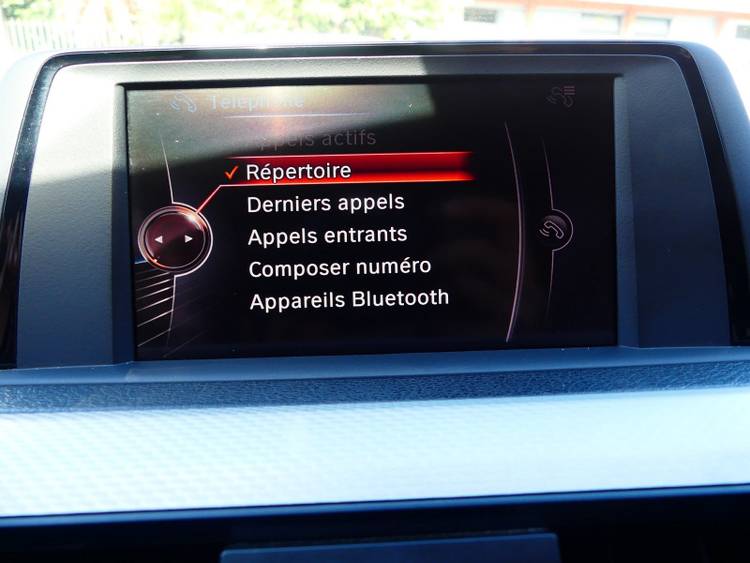 Téléphone
Appels actifs
Répertoire
Derniers appels
Appels entrants
Composer numéro
Appareils Bluetooth